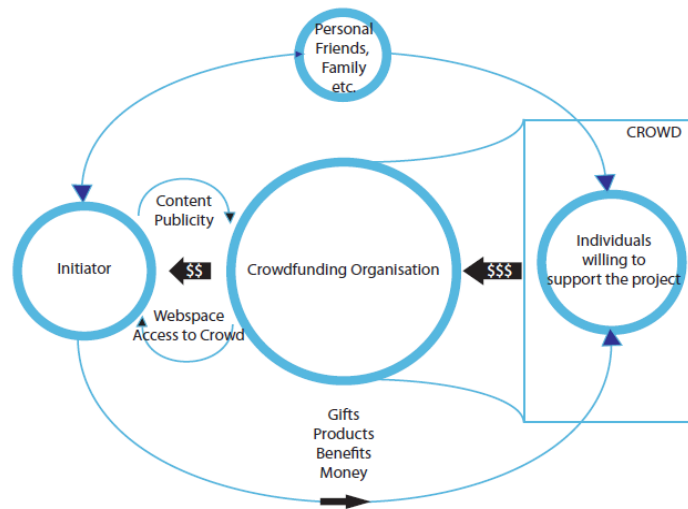 Personal
Friends,
Family
etc.
CROWD
Content
Publicity
Initiator
$$
Crowdfunding Organisation
$$$
Individuals
willing to
support the project
Webspace
Access to Crowd
Gifts
Products
Benefits
Money